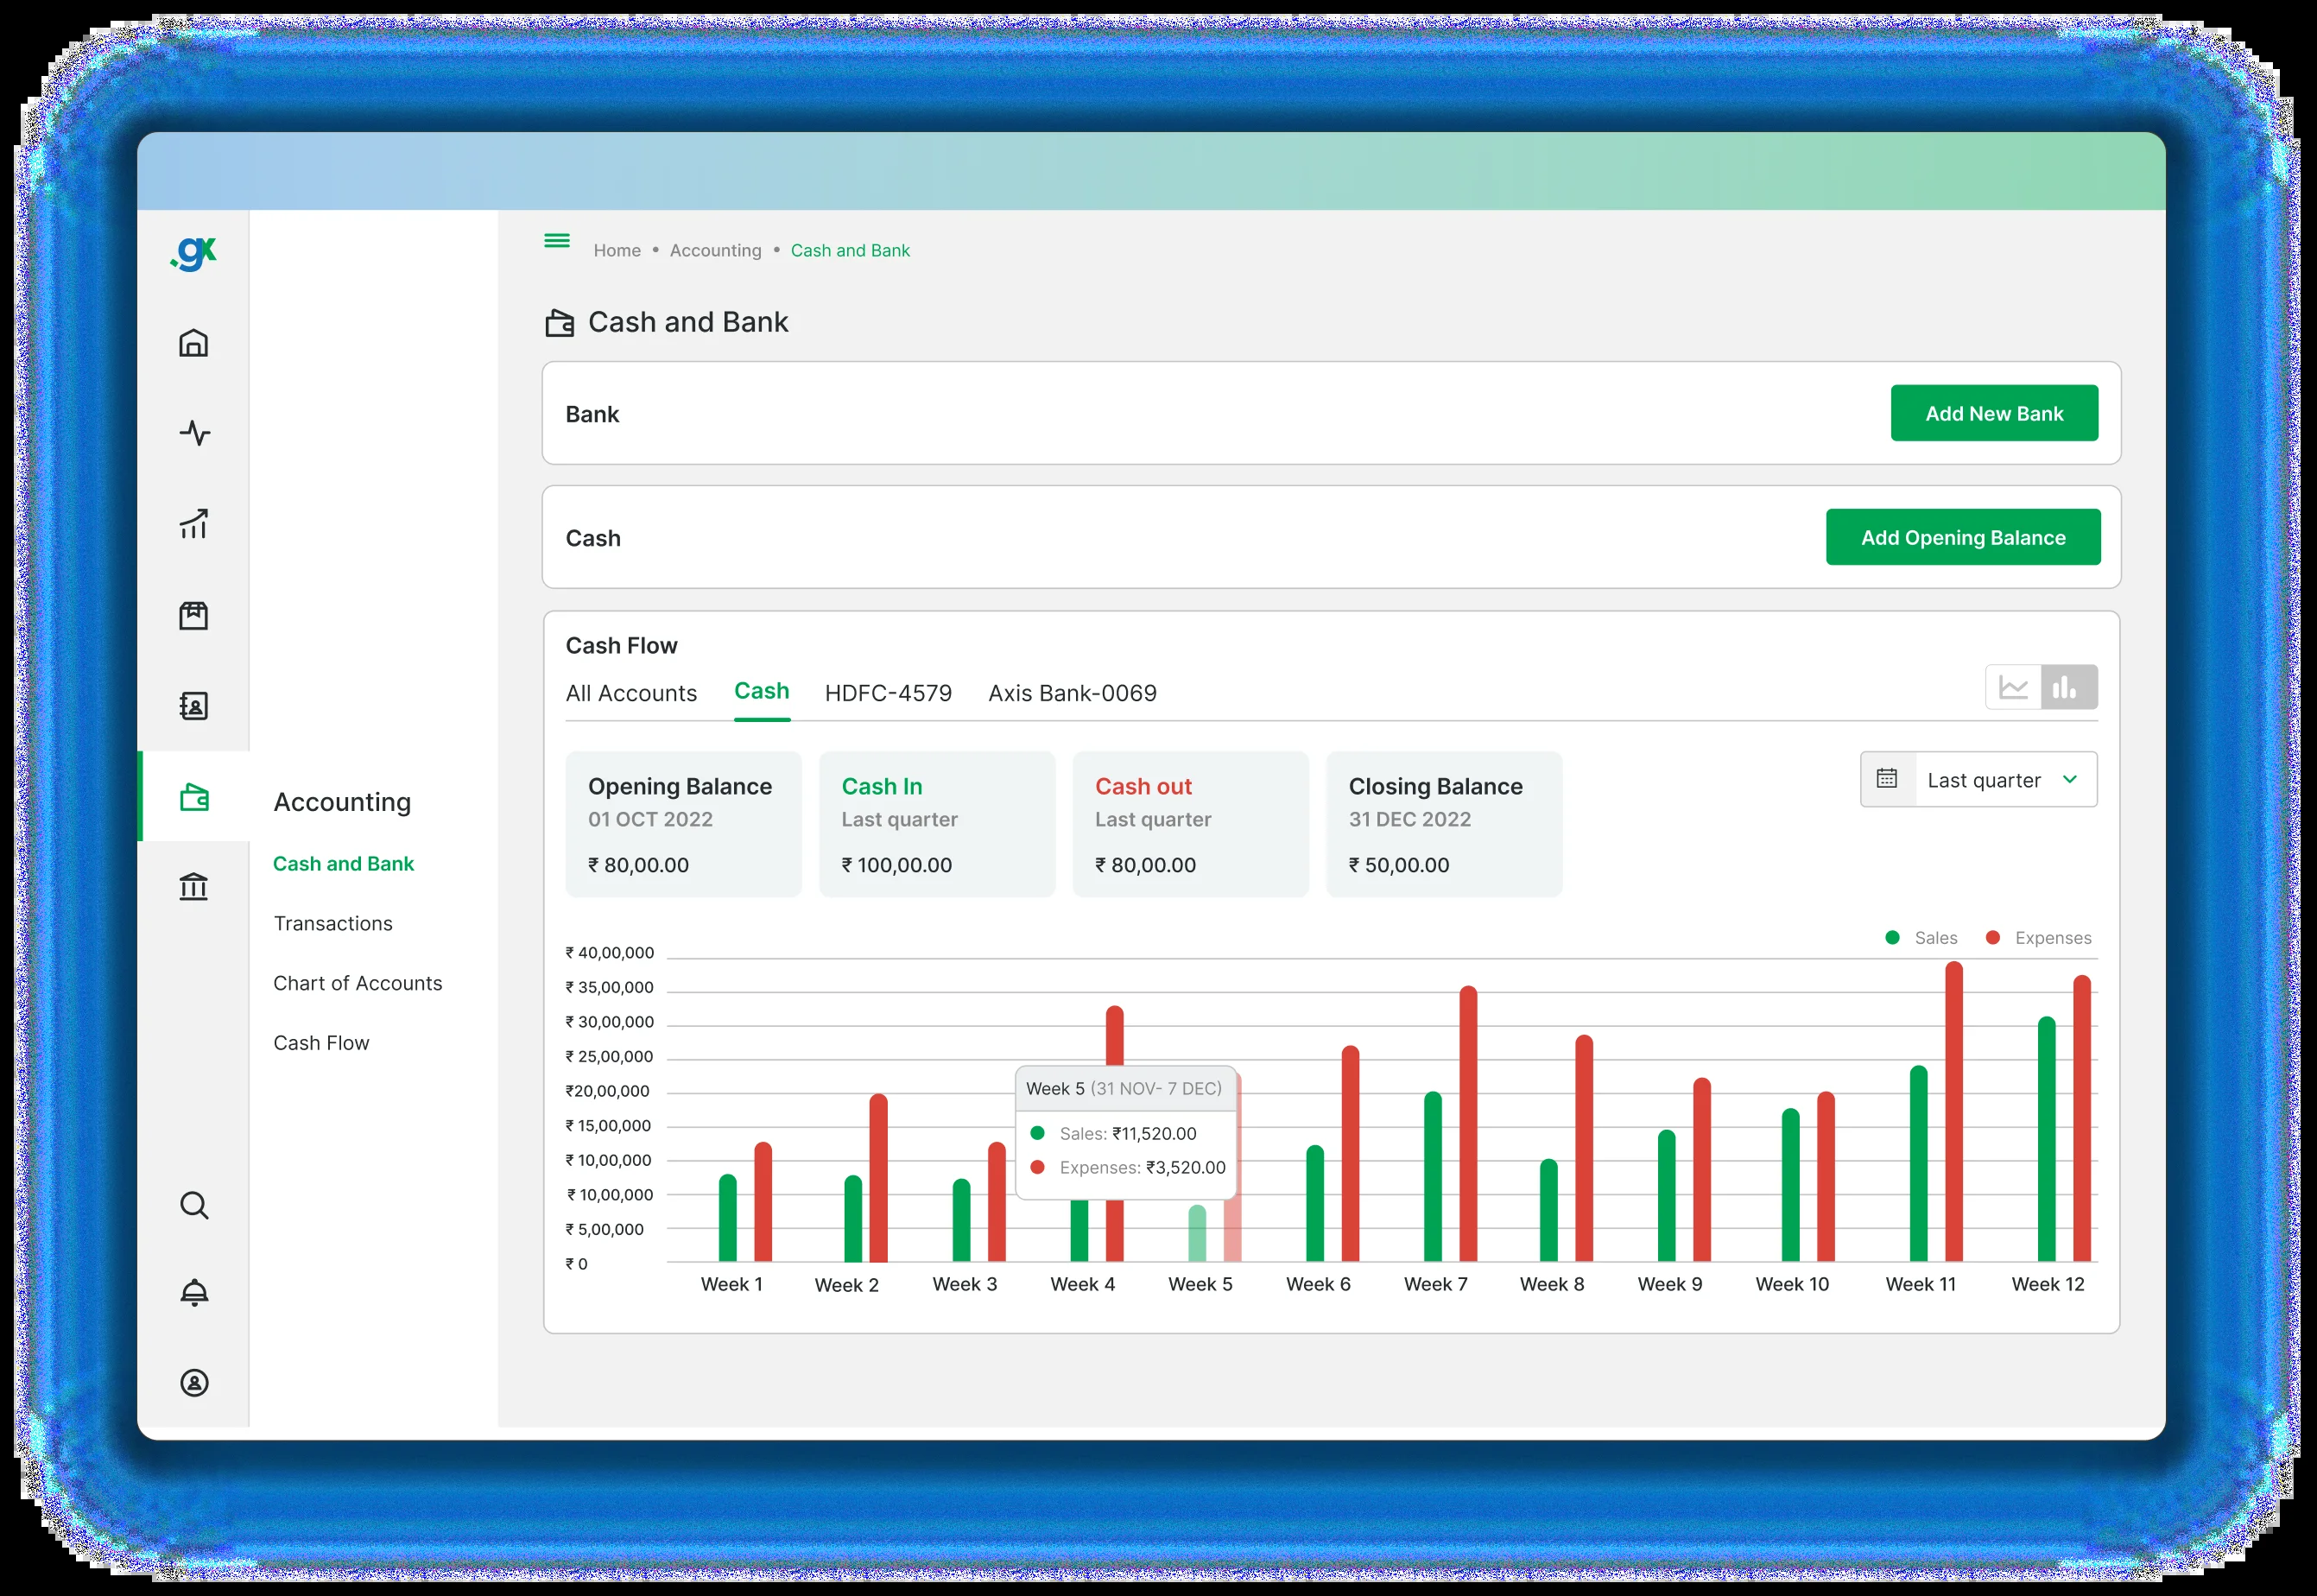 .gx
Home • Accounting • Cash and Bank
Cash and Bank
Bank
Add New Bank
Cash
Add Opening Balance
Cash Flow
All Accounts Cash HDFC-4579 Axis Bank-0069
Opening Balance
01 OCT 2022
₹ 80,00.00
Cash In
Last quarter
₹ 100,00.00
Cash out
Last quarter
₹ 80,00.00
Closing Balance
31 DEC 2022
₹ 50,00.00
Last quarter
Accounting
Cash and Bank
Transactions
Chart of Accounts
Cash Flow
Sales Expenses
₹ 40,00,000
₹ 35,00,000
₹ 30,00,000
₹ 25,00,000
₹20,00,000
₹ 15,00,000
₹ 10,00,000
₹ 10,00,000
₹ 5,00,000
₹ 0
Week 5 (31 NOV- 7 DEC)
Sales: ₹11,520.00
Expenses: ₹3,520.00
Week 1 Week 2 Week 3 Week 4 Week 5 Week 6 Week 7 Week 8 Week 9 Week 10 Week 11 Week 12